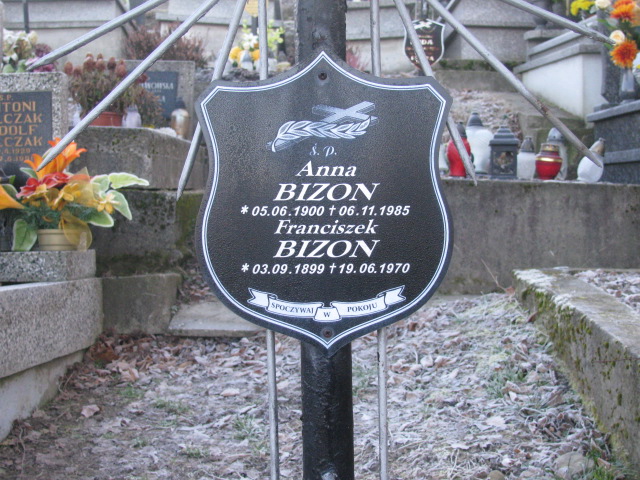 ś. p.
Anna
BIZON
* 05.06.1900 † 06.11.1985
Franciszek
BIZON
* 03.09.1899 † 19.06.1970
SPOCZYWAJ W POKOJU